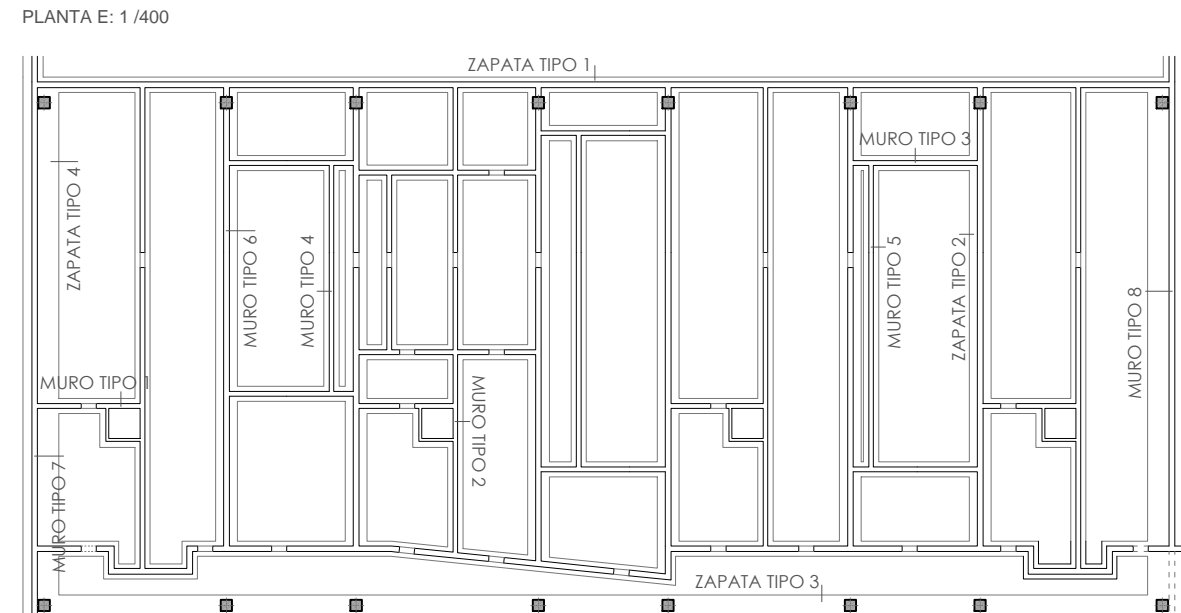 PLANTA E: 1 /400
ZAPATA TIPO 1
MURO TIPO 3
ZAPATA TIPO 4
MURO TIPO 6
MURO TIPO 4
MURO TIPO 5
ZAPATA TIPO 2
MURO TIPO 8
MURO TIPO 1
MURO TIPO 2
MURO TIPO 7
ZAPATA TIPO 3